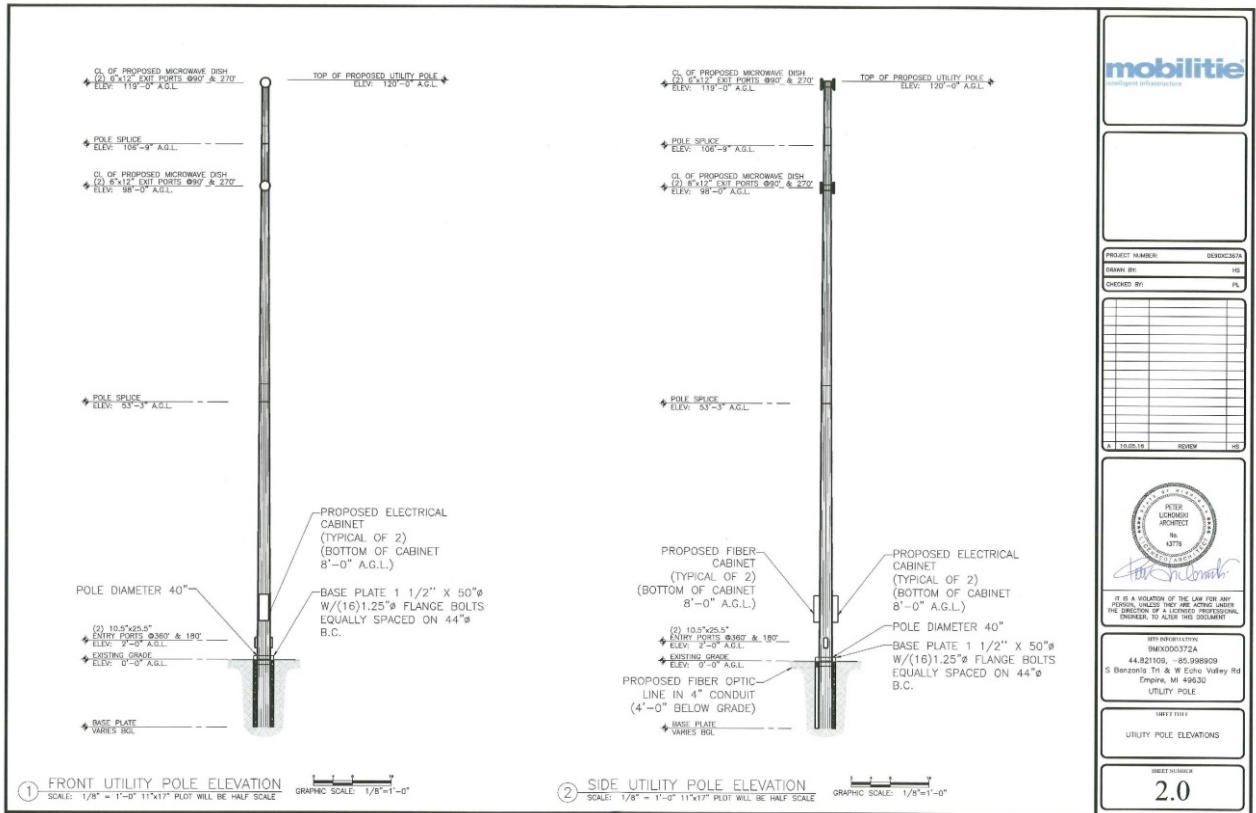 CL OF PROPOSED MICROWAVE DISH
(2) 6"x12" EXIT PORTS @90' & 270'
ELEV: 119'-0" A.G.L.
TOP OF PROPOSED UTILITY POLE
ELEV: 120'-0" A.G.L.
POLE SPLICE
ELEV: 106'-9" A.G.L.
CL OF PROPOSED MICROWAVE DISH
(2) 6"x12" EXIT PORTS @90' & 270'
ELEV: 98'-0" A.G.L.
POLE SPLICE
ELEV: 53'-3" A.G.L.
PROPOSED ELECTRICAL
CABINET
(TYPICAL OF 2)
(BOTTOM OF CABINET
8'-0" A.G.L.)
POLE DIAMETER 40"
BASE PLATE 1 1/2'' X 50"ø
W/(16)1.25"ø FLANGE BOLTS
EQUALLY SPACED ON 44"ø
B.C.
(2) 10.5"x25.5"
ENTRY PORTS @360' & 180'
ELEV: 2'-0" A.G.L.
EXISTING GRADE
ELEV: 0'-0" A.G.L.
BASE PLATE
VARIES BGL
1 FRONT UTILITY POLE ELEVATION
SCALE: 1/8" = 1'-0" 11"x17" PLOT WILL BE HALF SCALE
GRAPHIC SCALE: 1/8"=1'-0"
CL OF PROPOSED MICROWAVE DISH
(2) 6"x12" EXIT PORTS @90' & 270'
ELEV: 119'-0" A.G.L.
TOP OF PROPOSED UTILITY POLE
ELEV: 120'-0" A.G.L.
POLE SPLICE
ELEV: 106'-9" A.G.L.
CL OF PROPOSED MICROWAVE DISH
(2) 6"x12" EXIT PORTS @90' & 270'
ELEV: 98'-0" A.G.L.
POLE SPLICE
ELEV: 53'-3" A.G.L.
PROPOSED FIBER
CABINET
(TYPICAL OF 2)
(BOTTOM OF CABINET
8'-0" A.G.L.)
PROPOSED ELECTRICAL
CABINET
(TYPICAL OF 2)
(BOTTOM OF CABINET
8'-0" A.G.L.)
POLE DIAMETER 40"
BASE PLATE 1 1/2'' X 50"ø
W/(16)1.25"ø FLANGE BOLTS
EQUALLY SPACED ON 44"ø
B.C.
(2) 10.5"x25.5"
ENTRY PORTS @360' & 180'
ELEV: 2'-0" A.G.L.
EXISTING GRADE
ELEV: 0'-0" A.G.L.
PROPOSED FIBER OPTIC
LINE IN 4" CONDUIT
(4'-0" BELOW GRADE)
BASE PLATE
VARIES BGL
2 SIDE UTILITY POLE ELEVATION
SCALE: 1/8" = 1'-0" 11"x17" PLOT WILL BE HALF SCALE
GRAPHIC SCALE: 1/8"=1'-0"
mobilitie
intelligent infrastructure
PROJECT NUMBER:
DRAWN BY: HS
CHECKED BY: PL
A 10.05.16 REVIEW HS
STATE OF MICHIGAN
PETER
LICHOMSKI
ARCHITECT
No.
43776
LICENSED ARCHITECT
IT IS A VIOLATION OF THE LAW FOR ANY
PERSON, UNLESS THEY ARE ACTING UNDER
THE DIRECTION OF A LICENSED PROFESSIONAL
ENGINEER, TO ALTER THIS DOCUMENT
SITE INFORMATION
9MIX000372A
44.821109, -85.998909
S Benzonia Trl & W Echo Valley Rd
Empire, MI 49630
UTILITY POLE
SHEET TITLE
UTILITY POLE ELEVATIONS
SHEET NUMBER
2.0